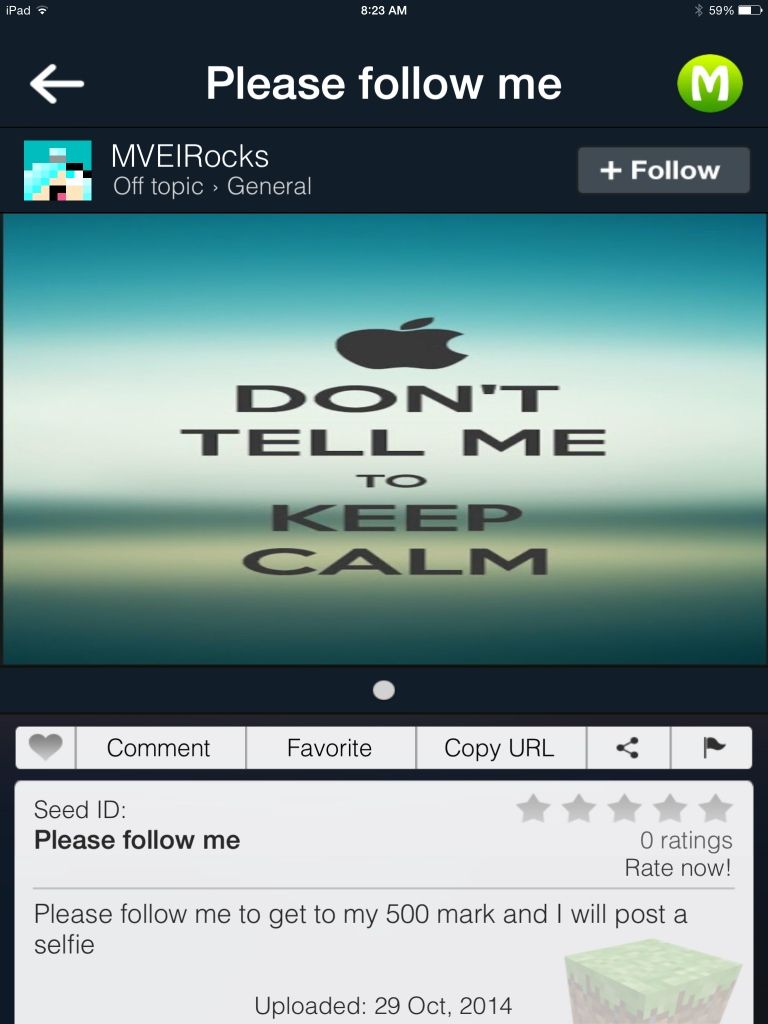 iPad 8:23 AM 59%
Please follow me
M
MVEIRocks
Off topic › General
+ Follow
DON'T
TELL ME
TO
KEEP
CALM
Comment Favorite Copy URL
Seed ID:
Please follow me
0 ratings
Rate now!
Please follow me to get to my 500 mark and I will post a
selfie
Uploaded: 29 Oct, 2014